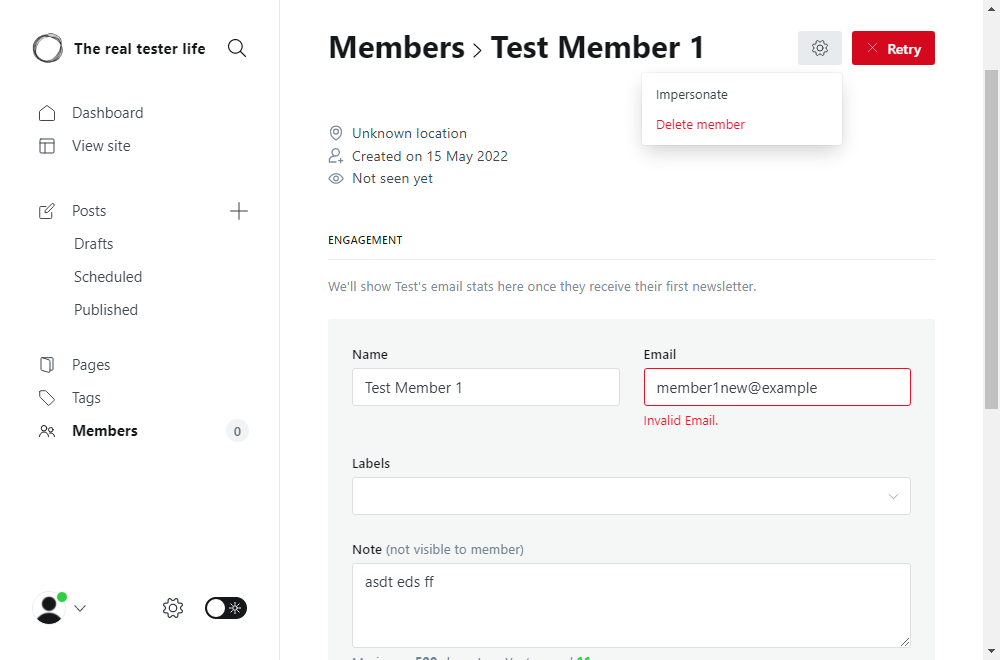 The real tester life
Dashboard
View site
Posts
Drafts
Scheduled
Published
Pages
Tags
Members 0
Members › Test Member 1
Retry
Impersonate
Delete member
Unknown location
Created on 15 May 2022
Not seen yet
ENGAGEMENT
We'll show Test's email stats here once they receive their first newsletter.
Name
Test Member 1
Email
member1new@example
Invalid Email.
Labels
Note (not visible to member)
asdt eds ff